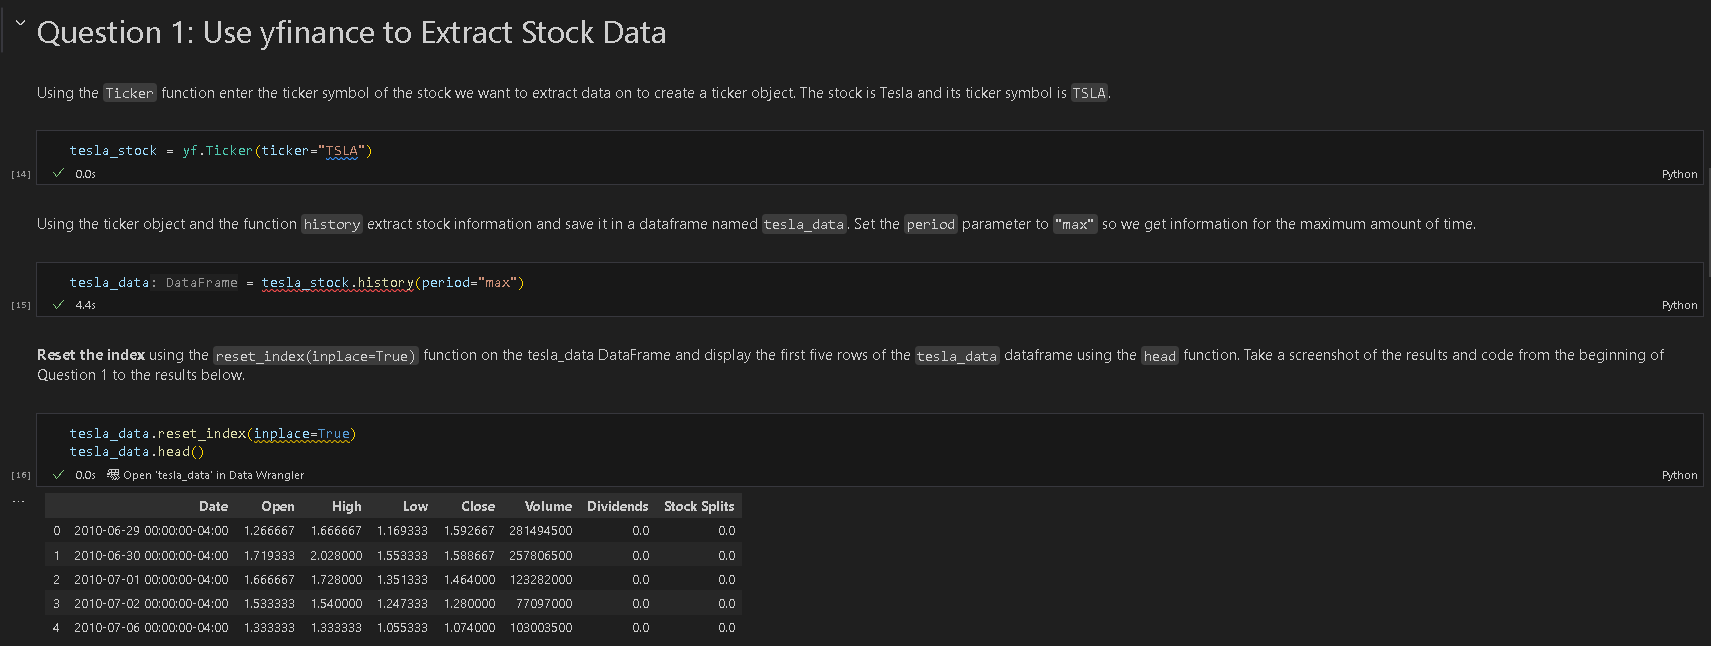 Question 1: Use yfinance to Extract Stock Data
Using the Ticker function enter the ticker symbol of the stock we want to extract data on to create a ticker object. The stock is Tesla and its ticker symbol is TSLA.
tesla_stock = yf.Ticker(ticker="TSLA")
[14] 0.0s Python
Using the ticker object and the function history extract stock information and save it in a dataframe named tesla_data. Set the period parameter to "max" so we get information for the maximum amount of time.
tesla_data: DataFrame = tesla_stock.history(period="max")
[15] 4.4s Python
Reset the index using the reset_index(inplace=True) function on the tesla_data DataFrame and display the first five rows of the tesla_data dataframe using the head function. Take a screenshot of the results and code from the beginning of
Question 1 to the results below.
tesla_data.reset_index(inplace=True)
tesla_data.head()
[16] 0.0s Open 'tesla_data' in Data Wrangler Python
...
Date Open High Low Close Volume Dividends Stock Splits
0 2010-06-29 00:00:00-04:00 1.266667 1.666667 1.169333 1.592667 281494500 0.0 0.0
1 2010-06-30 00:00:00-04:00 1.719333 2.028000 1.553333 1.588667 257806500 0.0 0.0
2 2010-07-01 00:00:00-04:00 1.666667 1.728000 1.351333 1.464000 123282000 0.0 0.0
3 2010-07-02 00:00:00-04:00 1.533333 1.540000 1.247333 1.280000 77097000 0.0 0.0
4 2010-07-06 00:00:00-04:00 1.333333 1.333333 1.055333 1.074000 103003500 0.0 0.0